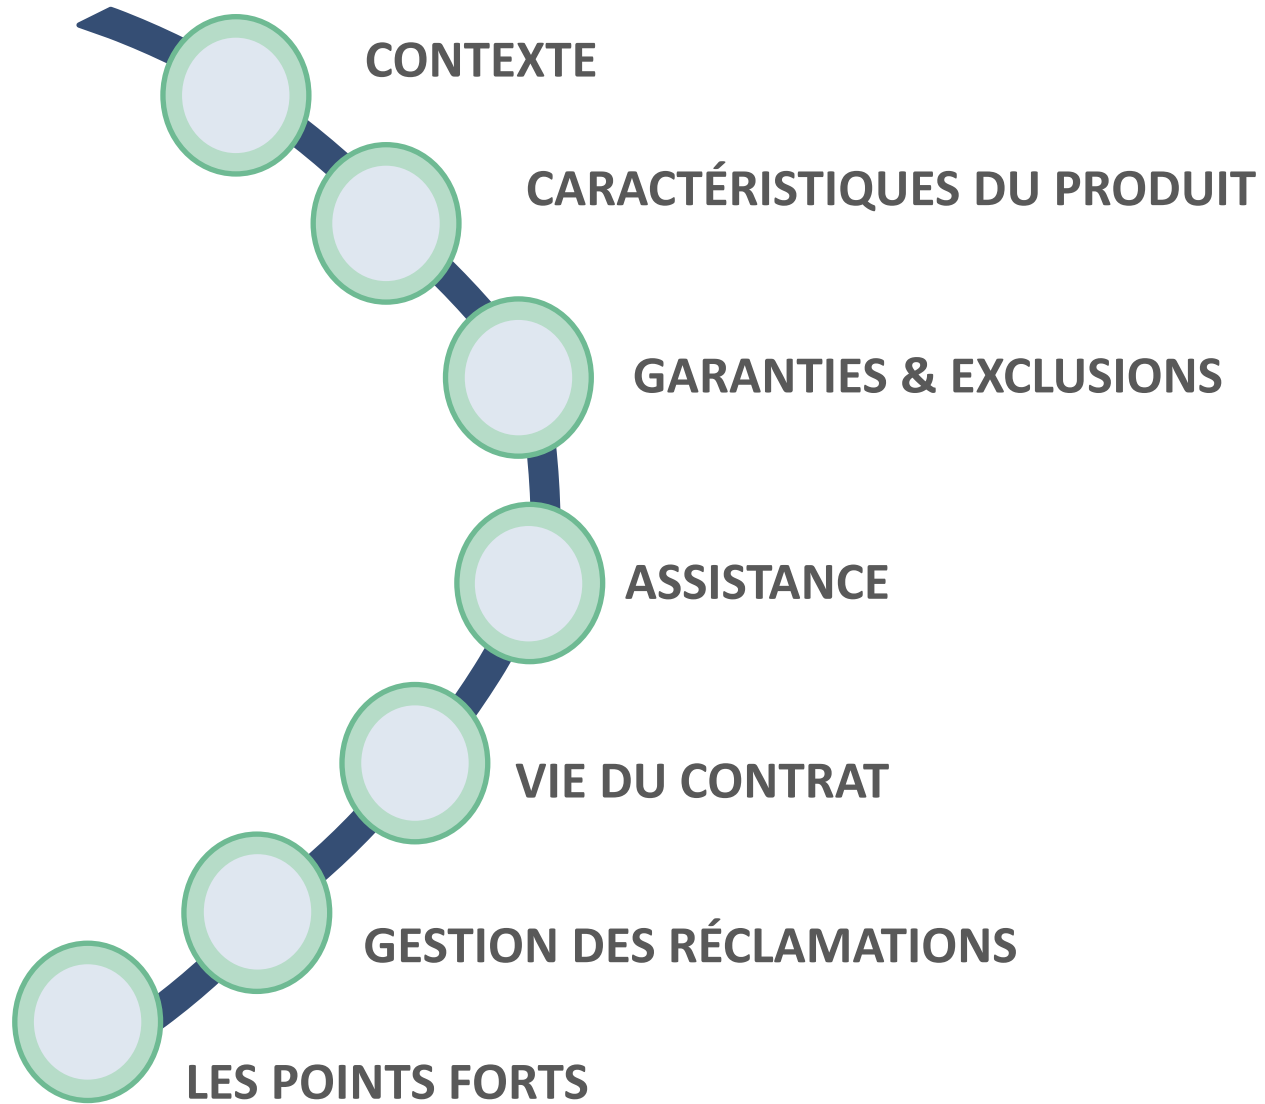 CONTEXTE
CARACTÉRISTIQUES DU PRODUIT
GARANTIES & EXCLUSIONS
ASSISTANCE
VIE DU CONTRAT
GESTION DES RÉCLAMATIONS
LES POINTS FORTS